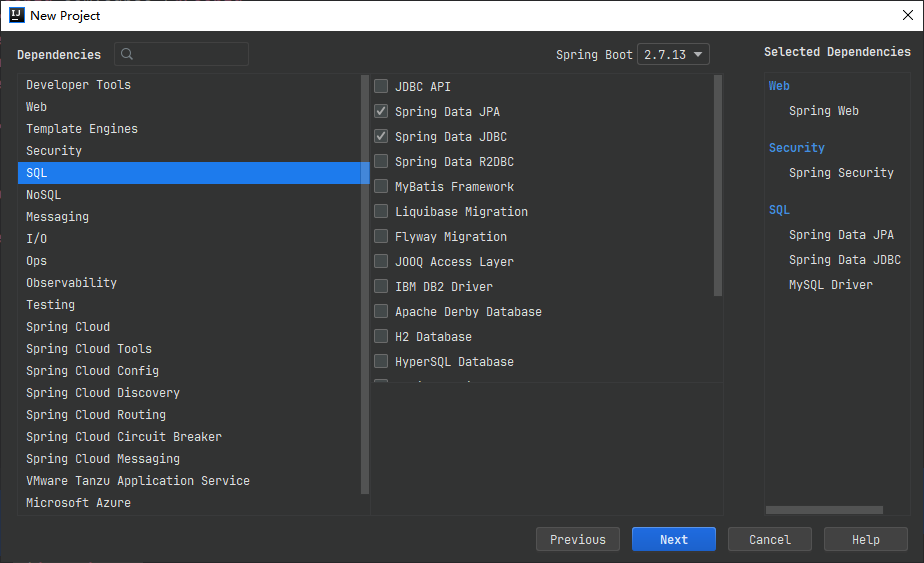 New Project
Dependencies
Spring Boot 2.7.13
Selected Dependencies
Developer Tools
Web
Template Engines
Security
SQL
NoSQL
Messaging
I/O
Ops
Observability
Testing
Spring Cloud
Spring Cloud Tools
Spring Cloud Config
Spring Cloud Discovery
Spring Cloud Routing
Spring Cloud Circuit Breaker
Spring Cloud Messaging
VMware Tanzu Application Service
Microsoft Azure
JDBC API
Spring Data JPA
Spring Data JDBC
Spring Data R2DBC
MyBatis Framework
Liquibase Migration
Flyway Migration
JOOQ Access Layer
IBM DB2 Driver
Apache Derby Database
H2 Database
HyperSQL Database
Web
Spring Web
Security
Spring Security
SQL
Spring Data JPA
Spring Data JDBC
MySQL Driver
Previous
Next
Cancel
Help